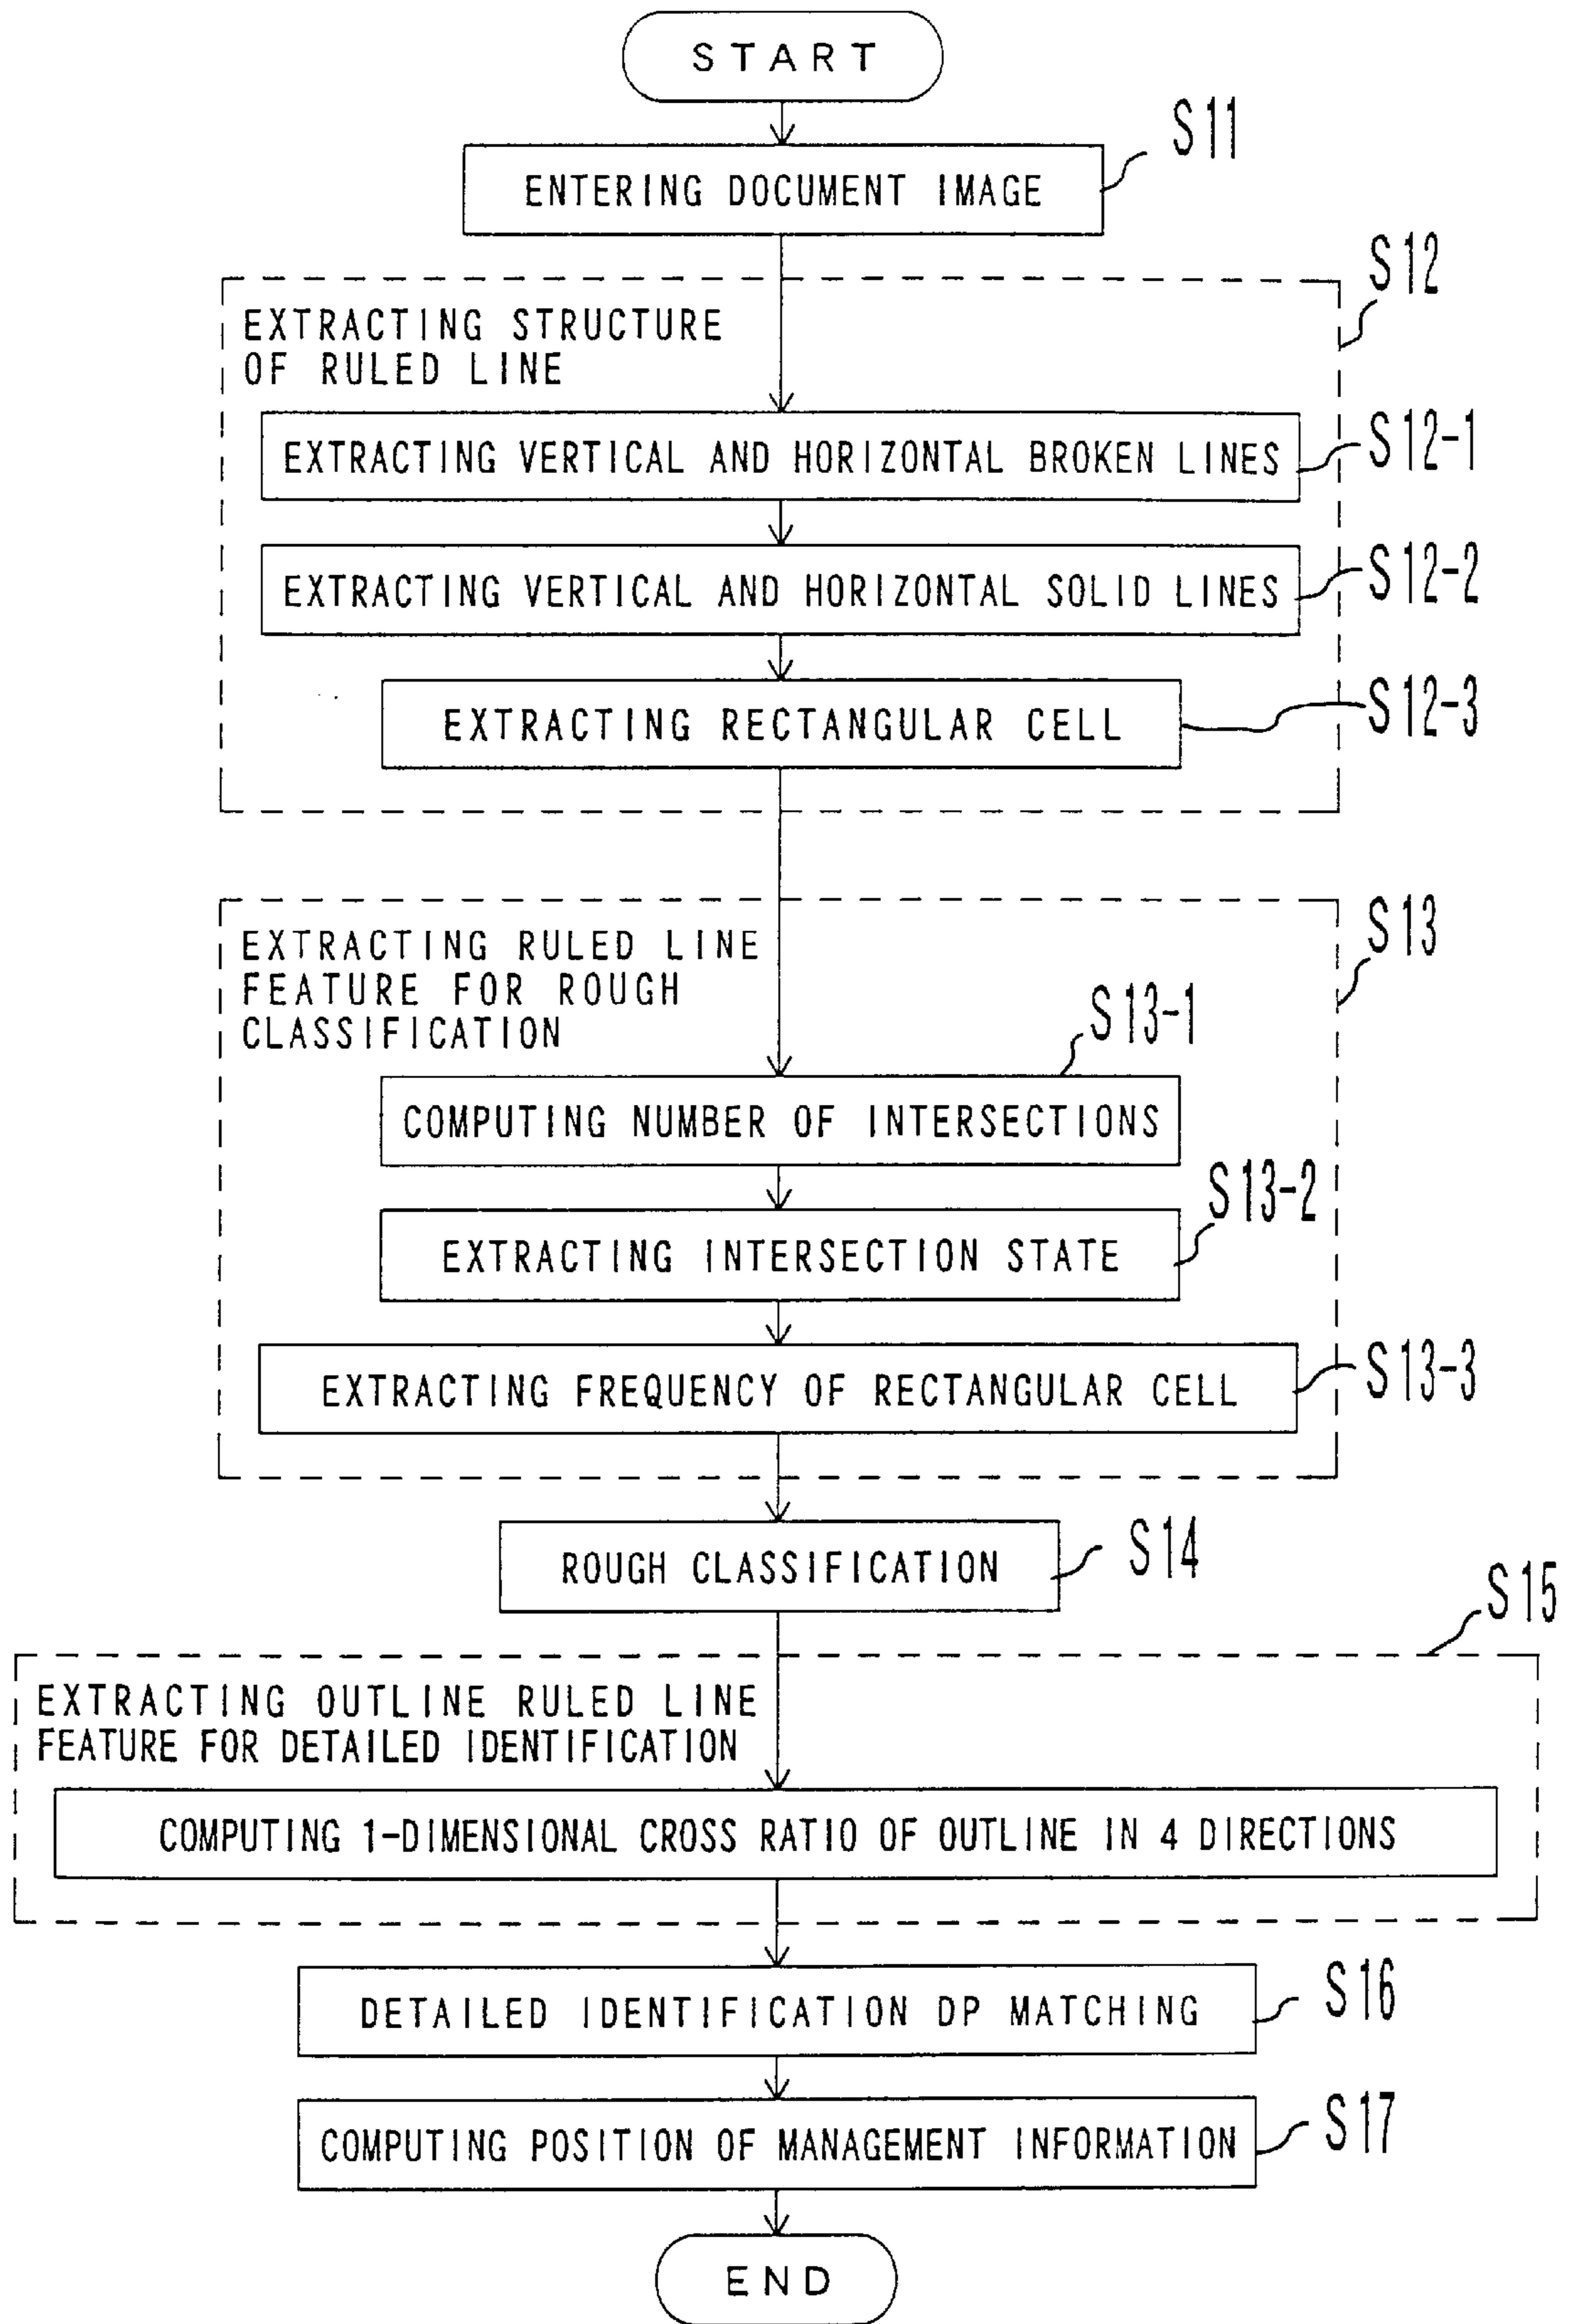 START
S11
ENTERING DOCUMENT IMAGE
S12
EXTRACTING STRUCTURE
OF RULED LINE
EXTRACTING VERTICAL AND HORIZONTAL BROKEN LINES
S12-1
EXTRACTING VERTICAL AND HORIZONTAL SOLID LINES
S12-2
EXTRACTING RECTANGULAR CELL
S12-3
S13
EXTRACTING RULED LINE
FEATURE FOR ROUGH
CLASSIFICATION
S13-1
COMPUTING NUMBER OF INTERSECTIONS
S13-2
EXTRACTING INTERSECTION STATE
EXTRACTING FREQUENCY OF RECTANGULAR CELL
S13-3
ROUGH CLASSIFICATION
S14
S15
EXTRACTING OUTLINE RULED LINE
FEATURE FOR DETAILED IDENTIFICATION
COMPUTING 1-DIMENSIONAL CROSS RATIO OF OUTLINE IN 4 DIRECTIONS
DETAILED IDENTIFICATION DP MATCHING
S16
COMPUTING POSITION OF MANAGEMENT INFORMATION
S17
END